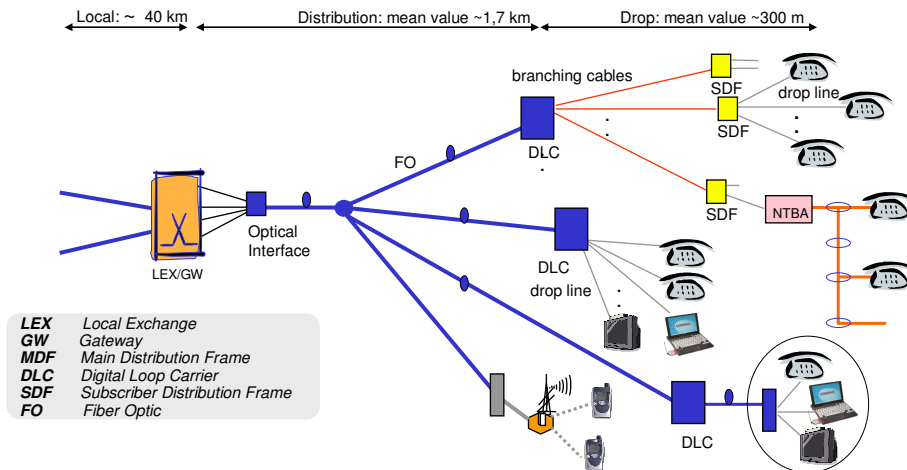 Local: ~ 40 km
Distribution: mean value ~1,7 km
Drop: mean value ~300 m
branching cables
SDF
drop line
SDF
FO
DLC
SDF
NTBA
Optical
Interface
LEX/GW
DLC
drop line
LEX Local Exchange
GW Gateway
MDF Main Distribution Frame
DLC Digital Loop Carrier
SDF Subscriber Distribution Frame
FO Fiber Optic
DLC